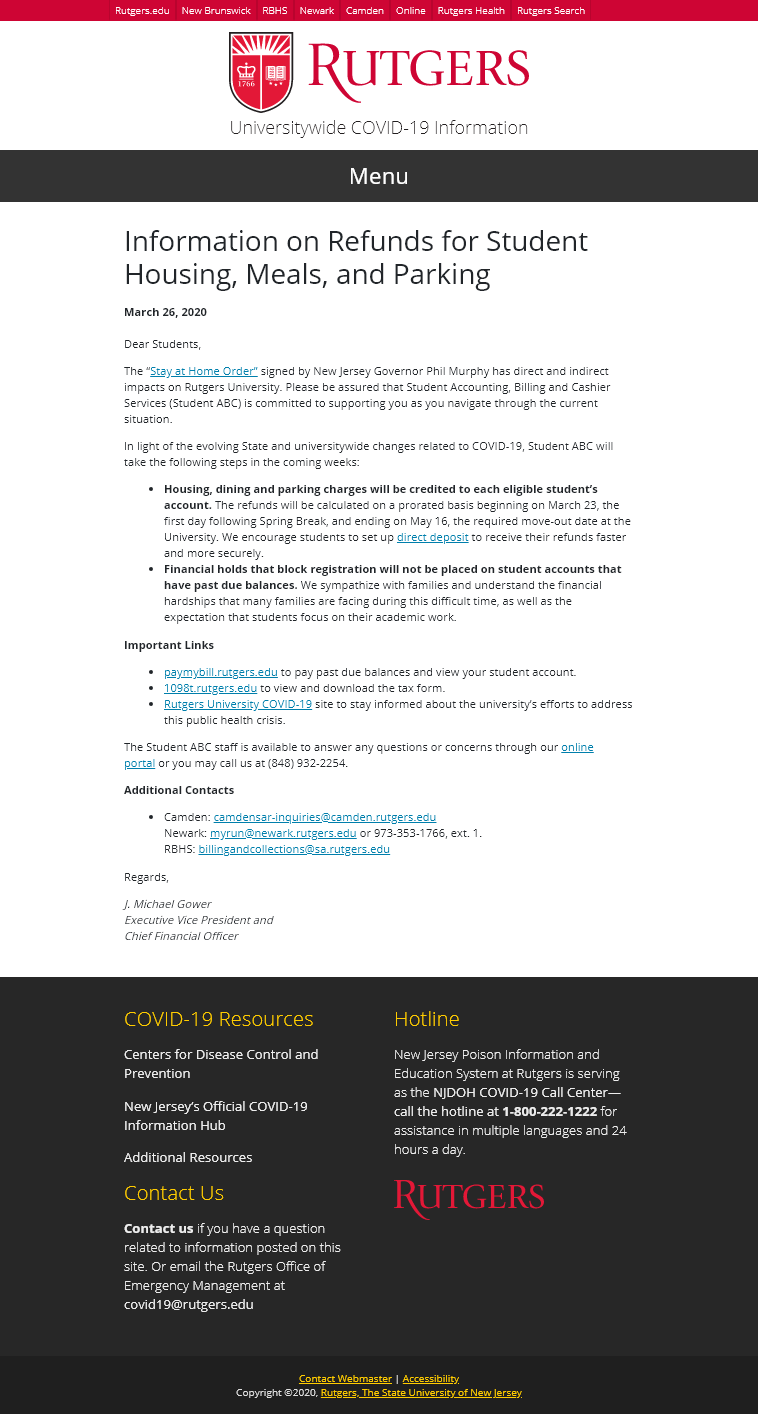 Rutgers.edu New Brunswick RBHS Newark Camden Online Rutgers Health Rutgers Search
1766
RUTGERS
Universitywide COVID-19 Information
Menu
Information on Refunds for Student
Housing, Meals, and Parking
March 26, 2020
Dear Students,
The “Stay at Home Order” signed by New Jersey Governor Phil Murphy has direct and indirect
impacts on Rutgers University. Please be assured that Student Accounting, Billing and Cashier
Services (Student ABC) is committed to supporting you as you navigate through the current
situation.
In light of the evolving State and universitywide changes related to COVID-19, Student ABC will
take the following steps in the coming weeks:
• Housing, dining and parking charges will be credited to each eligible student’s
account. The refunds will be calculated on a prorated basis beginning on March 23, the
first day following Spring Break, and ending on May 16, the required move-out date at the
University. We encourage students to set up direct deposit to receive their refunds faster
and more securely.
• Financial holds that block registration will not be placed on student accounts that
have past due balances. We sympathize with families and understand the financial
hardships that many families are facing during this difficult time, as well as the
expectation that students focus on their academic work.
Important Links
• paymybill.rutgers.edu to pay past due balances and view your student account.
• 1098t.rutgers.edu to view and download the tax form.
• Rutgers University COVID-19 site to stay informed about the university’s efforts to address
this public health crisis.
The Student ABC staff is available to answer any questions or concerns through our online
portal or you may call us at (848) 932-2254.
Additional Contacts
• Camden: camdensar-inquiries@camden.rutgers.edu
Newark: myrun@newark.rutgers.edu or 973-353-1766, ext. 1.
RBHS: billingandcollections@sa.rutgers.edu
Regards,
J. Michael Gower
Executive Vice President and
Chief Financial Officer
COVID-19 Resources
Centers for Disease Control and
Prevention
New Jersey’s Official COVID-19
Information Hub
Additional Resources
Contact Us
Contact us if you have a question
related to information posted on this
site. Or email the Rutgers Office of
Emergency Management at
covid19@rutgers.edu
Hotline
New Jersey Poison Information and
Education System at Rutgers is serving
as the NJDOH COVID-19 Call Center—
call the hotline at 1-800-222-1222 for
assistance in multiple languages and 24
hours a day.
RUTGERS
Contact Webmaster | Accessibility
Copyright ©2020, Rutgers, The State University of New Jersey